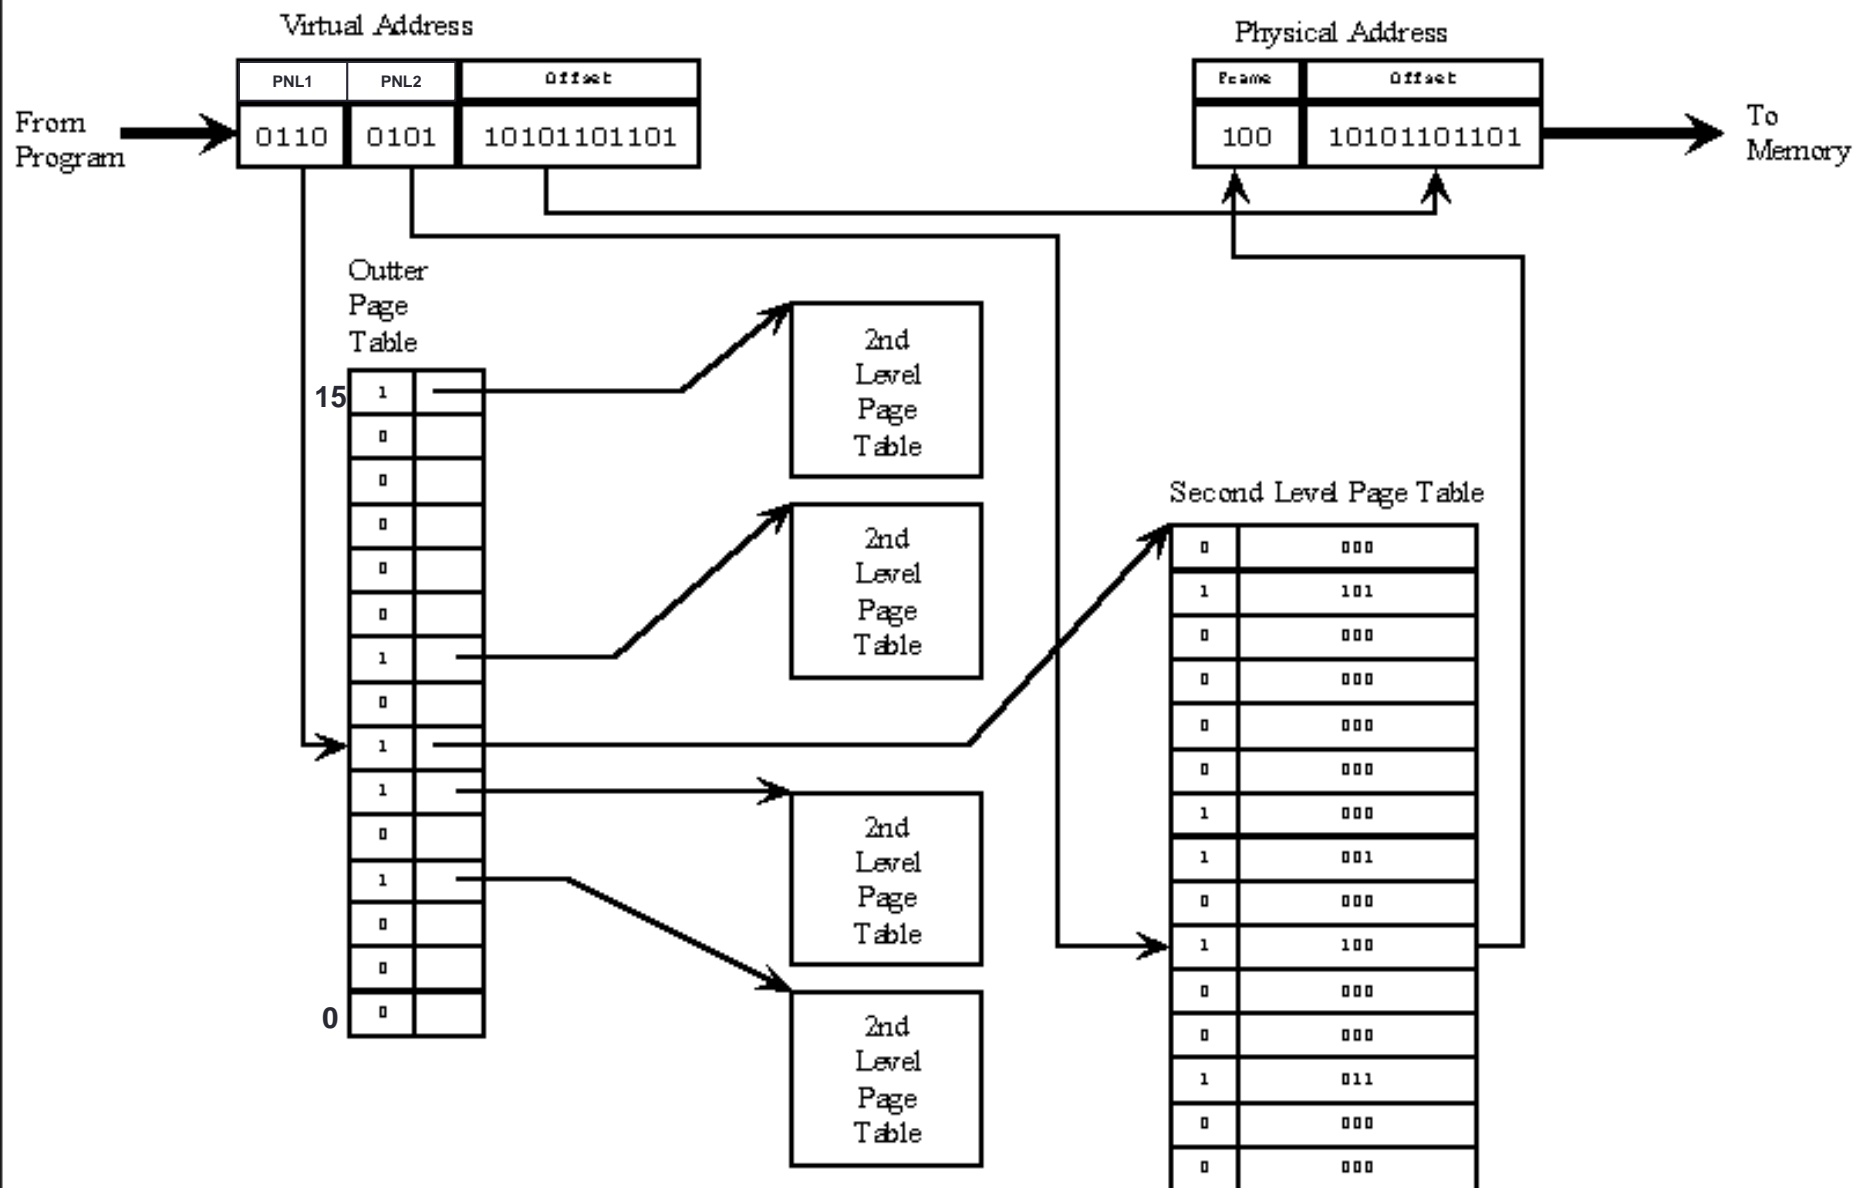 Virtual Address
PNL1 PNL2 Offset
0110 0101 10101101101
From
Program
Physical Address
Frame Offset
100 10101101101
To
Memory
Outter
Page
Table
15
1
0
0
0
0
0
1
0
1
1
0
1
0
0
0
0
2nd
Level
Page
Table
2nd
Level
Page
Table
2nd
Level
Page
Table
2nd
Level
Page
Table
Second Level Page Table
0 000
1 101
0 000
0 000
0 000
0 000
1 000
1 001
0 000
1 100
0 000
0 000
1 011
0 000
0 000